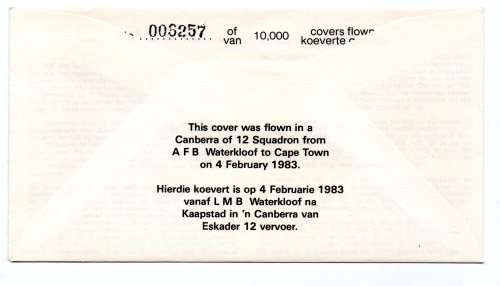 006257 of 10,000 covers flown
van koeverte
This cover was flown in a
Canberra of 12 Squadron from
A F B Waterkloof to Cape Town
on 4 February 1983.
Hierdie koevert is op 4 Februarie 1983
vanaf L M B Waterkloof na
Kaapstad in 'n Canberra van
Eskader 12 vervoer.